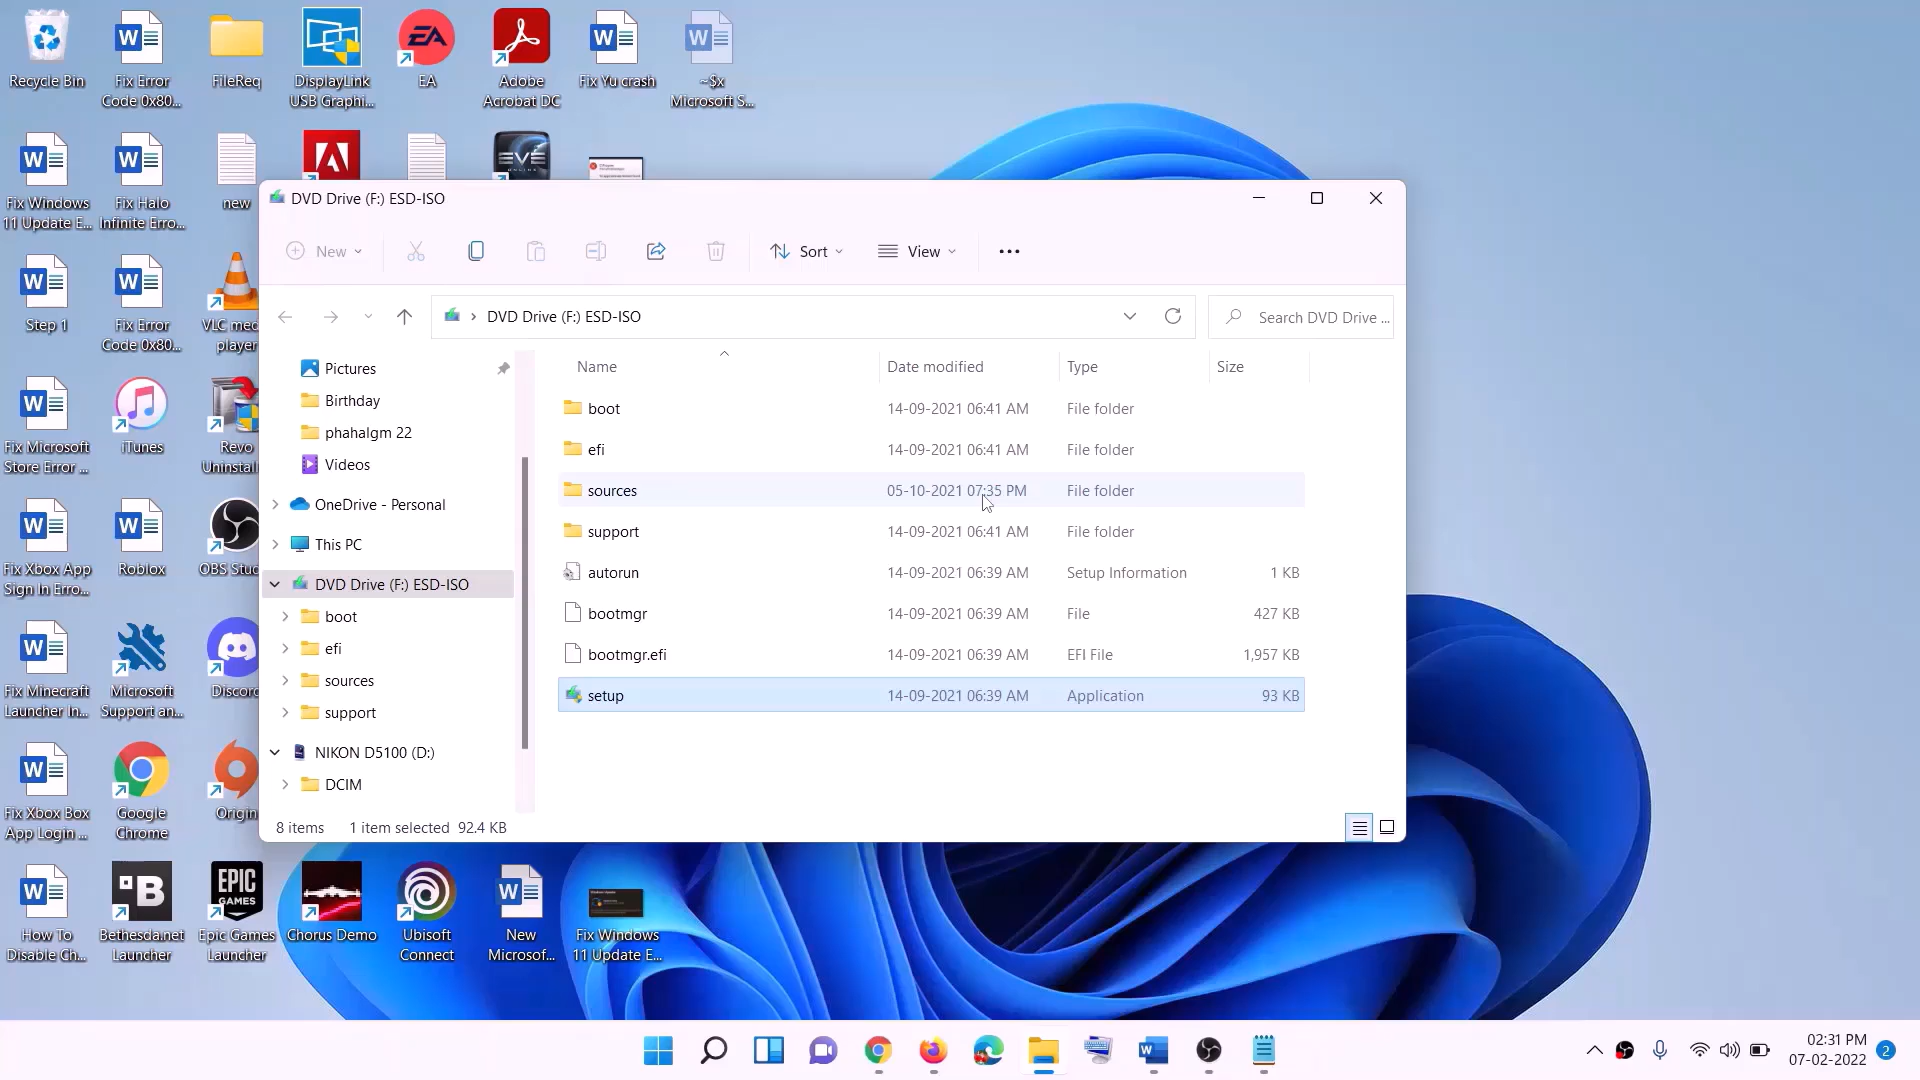 Recycle Bin
Fix Error
Code 0x80...
FileReq
DisplayLink
USB Graphi...
EA
Adobe
Acrobat DC
Fix Yu crash
~$x
Microsoft S...
Fix Windows
11 Update E...
Fix Halo
Infinite Erro...
new
EVE
ONLINE
Step 1
Fix Error
Code 0x80...
VLC med
player
Fix Microsoft
Store Error ...
iTunes
Revo
Uninstall
Fix Xbox App
Sign In Erro...
Roblox
OBS Stud
Fix Minecraft
Launcher In...
Microsoft
Support an...
Discord
Fix Xbox Box
App Login ...
Google
Chrome
Origin
How To
Disable Ch...
Bethesda.net
Launcher
EPIC
GAMES
Epic Games
Launcher
Chorus Demo
Ubisoft
Connect
New
Microsof...
Fix Windows
11 Update E...
DVD Drive (F:) ESD-ISO
New
Sort
View
DVD Drive (F:) ESD-ISO
Search DVD Drive ...
Pictures
Birthday
phahalgm 22
Videos
OneDrive - Personal
This PC
DVD Drive (F:) ESD-ISO
boot
efi
sources
support
NIKON D5100 (D:)
DCIM
Name Date modified Type Size
boot 14-09-2021 06:41 AM File folder
efi 14-09-2021 06:41 AM File folder
sources 05-10-2021 07:35 PM File folder
support 14-09-2021 06:41 AM File folder
autorun 14-09-2021 06:39 AM Setup Information 1 KB
bootmgr 14-09-2021 06:39 AM File 427 KB
bootmgr.efi 14-09-2021 06:39 AM EFI File 1,957 KB
setup 14-09-2021 06:39 AM Application 93 KB
8 items 1 item selected 92.4 KB
02:31 PM
07-02-2022
2